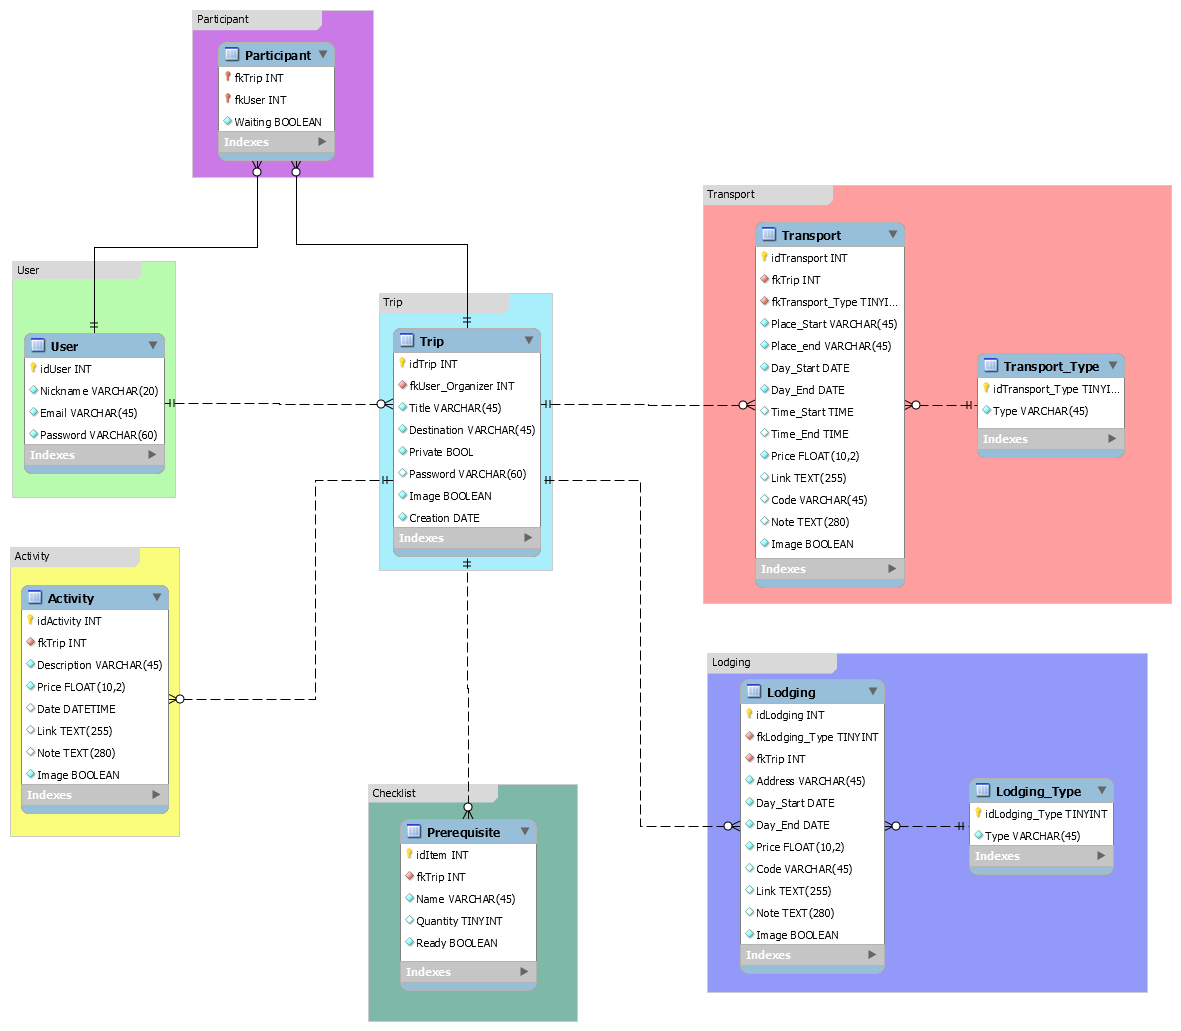 Participant
Participant
fkTrip INT
fkUser INT
Waiting BOOLEAN
Indexes
User
User
idUser INT
Nickname VARCHAR(20)
Email VARCHAR(45)
Password VARCHAR(60)
Indexes
Trip
Trip
idTrip INT
fkUser_Organizer INT
Title VARCHAR(45)
Destination VARCHAR(45)
Private BOOL
Password VARCHAR(60)
Image BOOLEAN
Creation DATE
Indexes
Transport
Transport
idTransport INT
fkTrip INT
fkTransport_Type TINYI...
Place_Start VARCHAR(45)
Place_end VARCHAR(45)
Day_Start DATE
Day_End DATE
Time_Start TIME
Time_End TIME
Price FLOAT(10,2)
Link TEXT(255)
Code VARCHAR(45)
Note TEXT(280)
Image BOOLEAN
Indexes
Transport_Type
idTransport_Type TINYI...
Type VARCHAR(45)
Indexes
Activity
Activity
idActivity INT
fkTrip INT
Description VARCHAR(45)
Price FLOAT(10,2)
Date DATETIME
Link TEXT(255)
Note TEXT(280)
Image BOOLEAN
Indexes
Checklist
Prerequisite
idItem INT
fkTrip INT
Name VARCHAR(45)
Quantity TINYINT
Ready BOOLEAN
Indexes
Lodging
Lodging
idLodging INT
fkLodging_Type TINYINT
fkTrip INT
Address VARCHAR(45)
Day_Start DATE
Day_End DATE
Price FLOAT(10,2)
Code VARCHAR(45)
Link TEXT(255)
Note TEXT(280)
Image BOOLEAN
Indexes
Lodging_Type
idLodging_Type TINYINT
Type VARCHAR(45)
Indexes